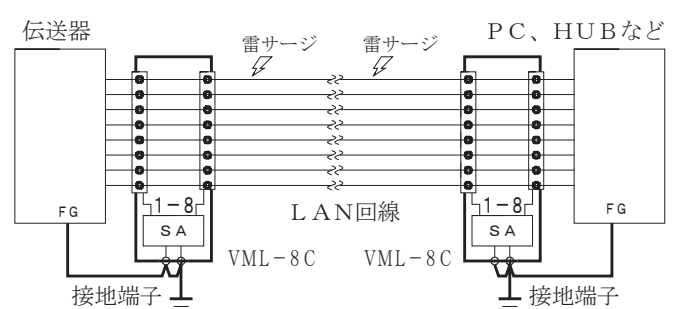 伝送器
雷サージ
雷サージ
ＰＣ、ＨＵＢなど
1－8
1－8
ＬＡＮ回線
FG
SA
SA
FG
VML－8C
VML－8C
接地端子
接地端子